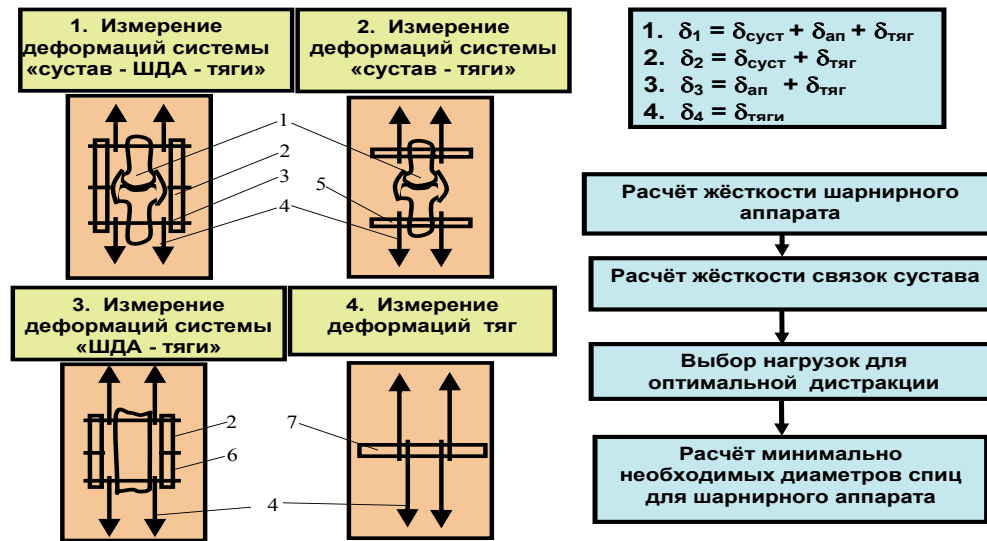 1. Измерение
деформаций системы
«сустав - ШДА - тяги»
2. Измерение
деформаций системы
«сустав - тяги»
1
2
3
4
5
3. Измерение
деформаций системы
«ШДА - тяги»
4. Измерение
деформаций тяг
2
6
4
7
1. δ₁ = δсуст + δап + δтяг
2. δ₂ = δсуст + δтяг
3. δ₃ = δап + δтяг
4. δ₄ = δтяги
Расчёт жёсткости шарнирного
аппарата
Расчёт жёсткости связок сустава
Выбор нагрузок для
оптимальной дистракции
Расчёт минимально
необходимых диаметров спиц
для шарнирного аппарата